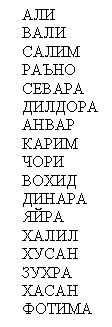 АЛИ
ВАЛИ
САЛИМ
РАЪНО
СЕВАРА
ДИЛДОРА
АНВАР
КАРИМ
ЧОРИ
ВОХИД
ДИНАРА
ЯЙРА
ХАЛИЛ
ХУСАН
ЗУХРА
ХАСАН
ФОТИМА